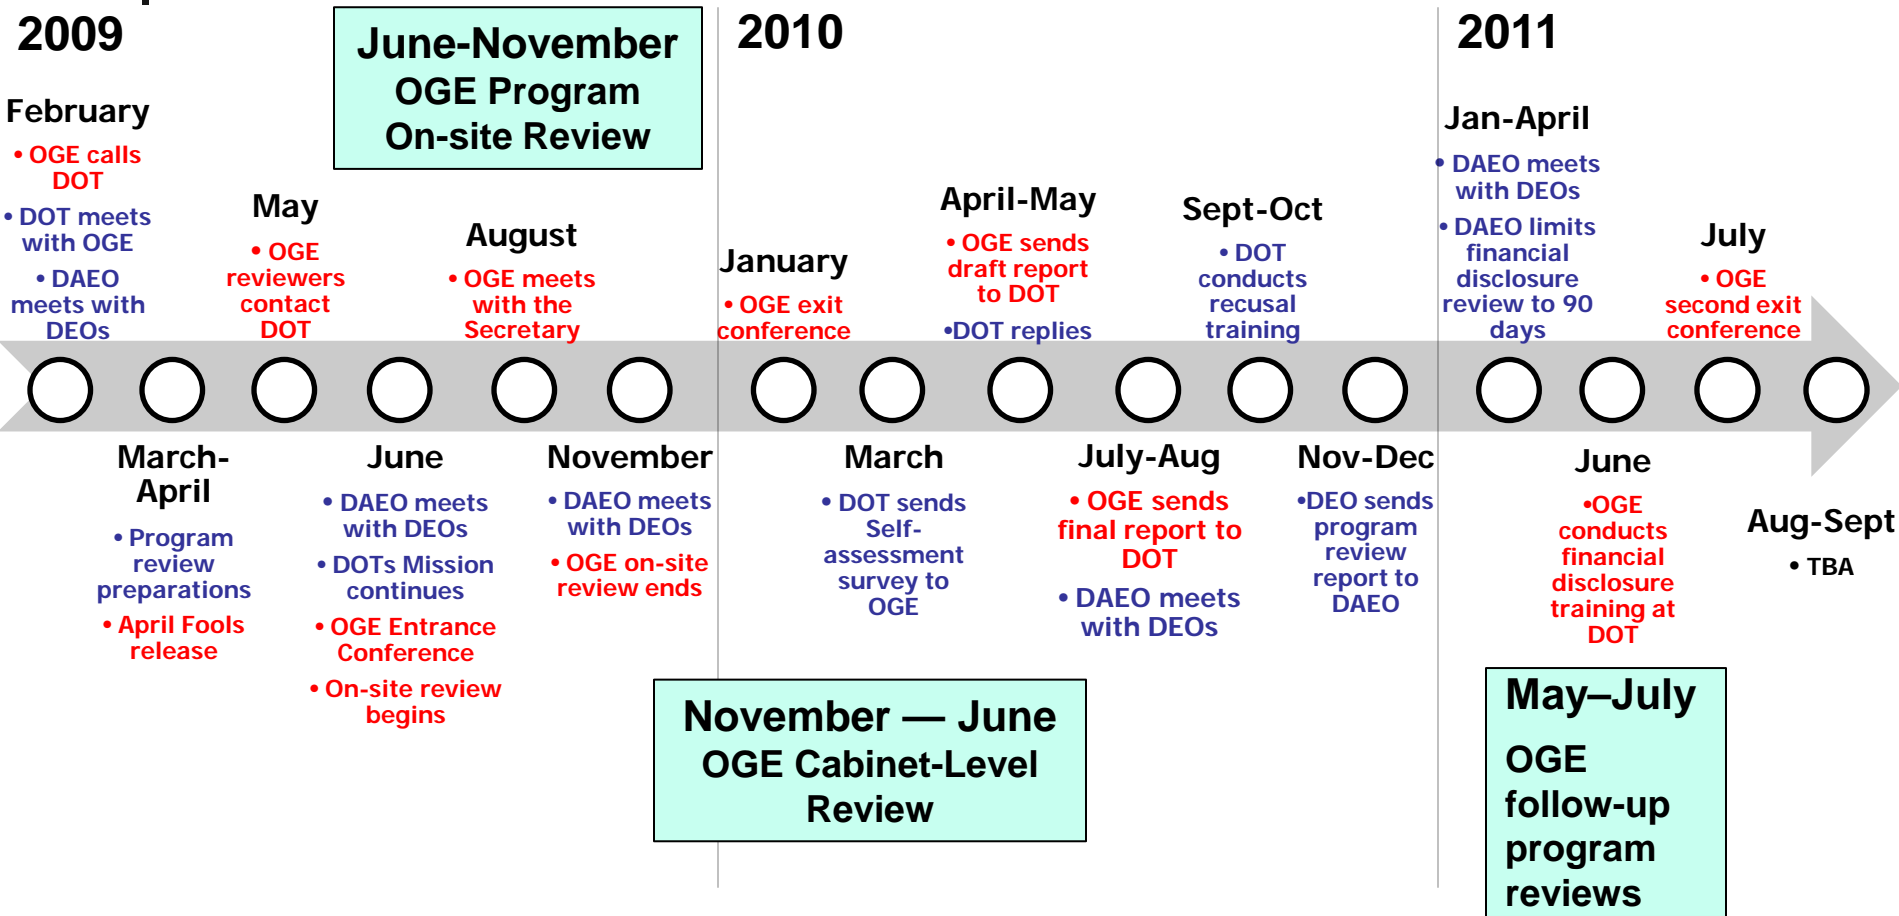 2009
June-November
OGE Program
On-site Review
2010
2011
February
• OGE calls
DOT
• DOT meets
with OGE
• DAEO
meets with
DEOs
May
• OGE
reviewers
contact
DOT
August
• OGE meets
with the
Secretary
January
• OGE exit
conference
April-May
• OGE sends
draft report
to DOT
•DOT replies
Sept-Oct
• DOT
conducts
recusal
training
Jan-April
• DAEO meets
with DEOs
• DAEO limits
financial
disclosure
review to 90
days
July
• OGE
second exit
conference
March-
April
• Program
review
preparations
• April Fools
release
June
• DAEO meets
with DEOs
• DOTs Mission
continues
• OGE Entrance
Conference
• On-site review
begins
November
• DAEO meets
with DEOs
• OGE on-site
review ends
March
• DOT sends
Self-
assessment
survey to
OGE
July-Aug
• OGE sends
final report to
DOT
• DAEO meets
with DEOs
Nov-Dec
•DEO sends
program
review
report to
DAEO
June
•OGE
conducts
financial
disclosure
training at
DOT
Aug-Sept
• TBA
November — June
OGE Cabinet-Level
Review
May–July
OGE
follow-up
program
reviews